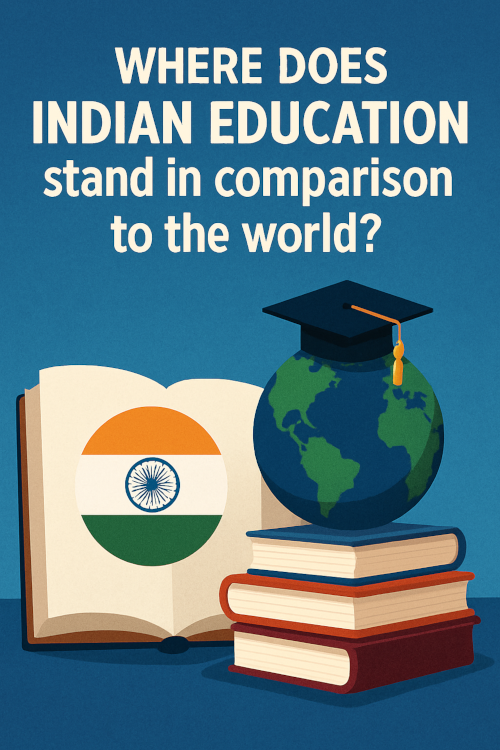 WHERE DOES
INDIAN EDUCATION
stand in comparison
to the world?